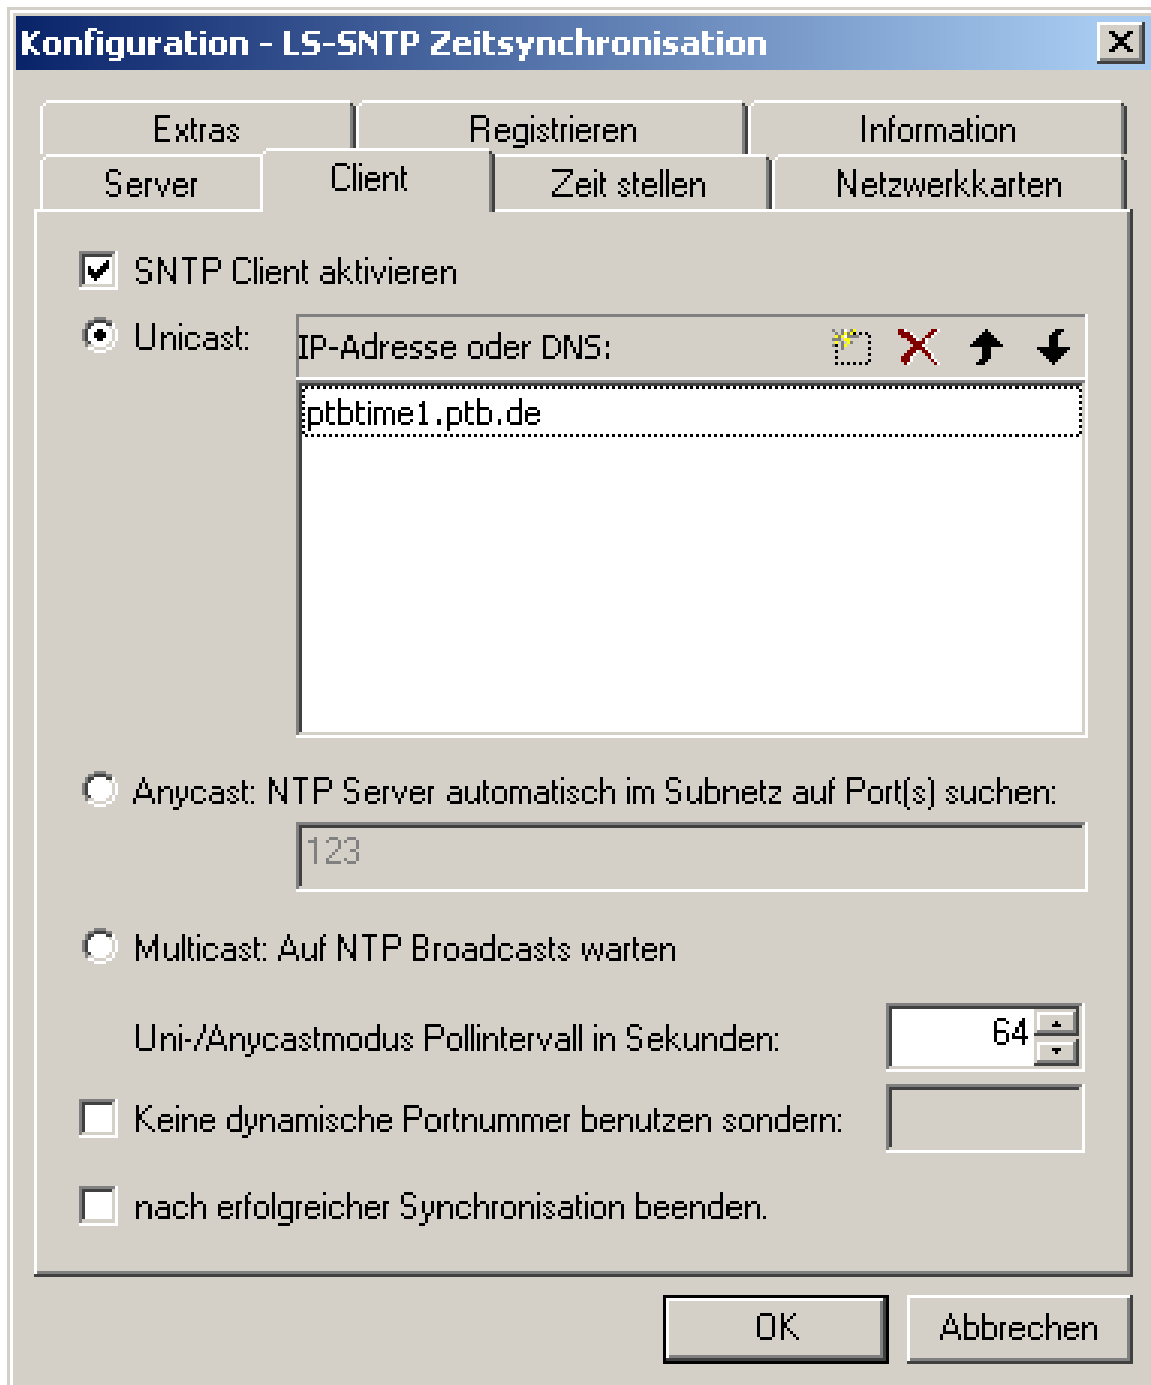 Konfiguration - LS-SNTP Zeitsynchronisation
Extras Registrieren Information
Server Client Zeit stellen Netzwerkkarten
SNTP Client aktivieren
Unicast: IP-Adresse oder DNS:
ptbtime1.ptb.de
Anycast: NTP Server automatisch im Subnetz auf Port(s) suchen:
123
Multicast: Auf NTP Broadcasts warten
Uni-/Anycastmodus Pollintervall in Sekunden: 64
Keine dynamische Portnummer benutzen sondern:
nach erfolgreicher Synchronisation beenden.
OK Abbrechen